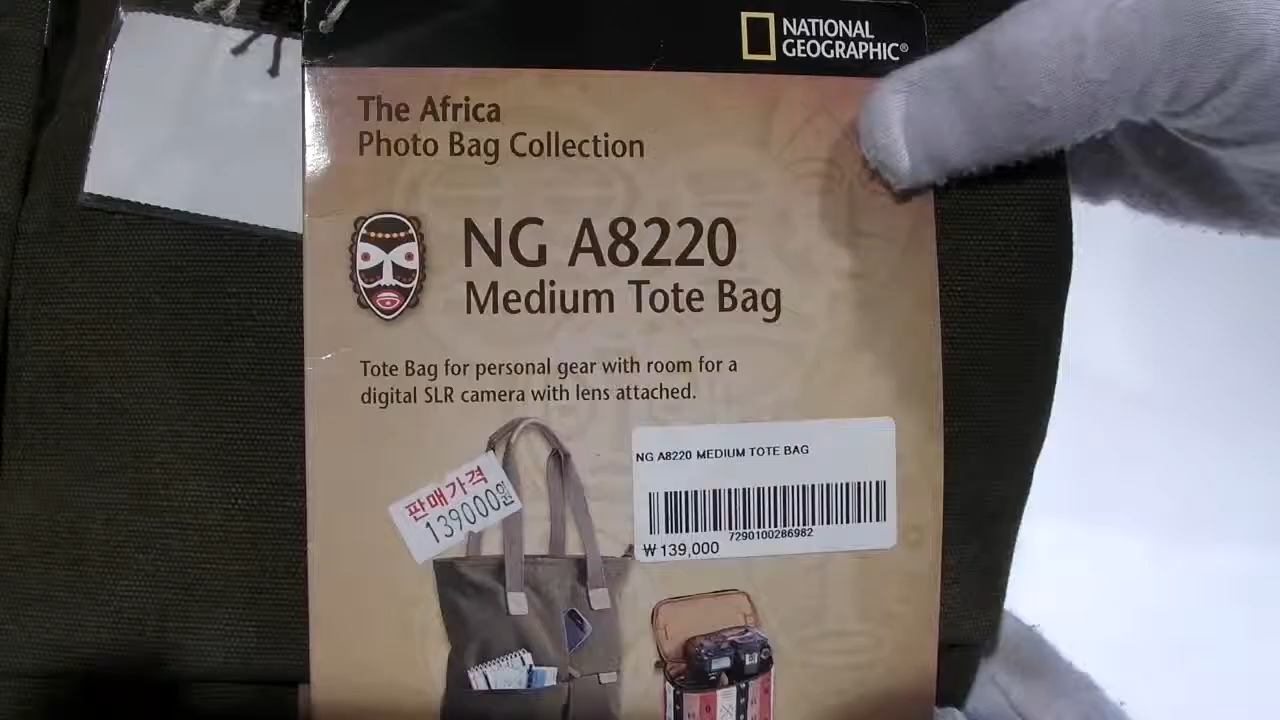 NATIONAL
GEOGRAPHIC®
The Africa
Photo Bag Collection
NG A8220
Medium Tote Bag
Tote Bag for personal gear with room for a
digital SLR camera with lens attached.
판매가격
139000원
NG A8220 MEDIUM TOTE BAG
7290100286982
₩ 139,000